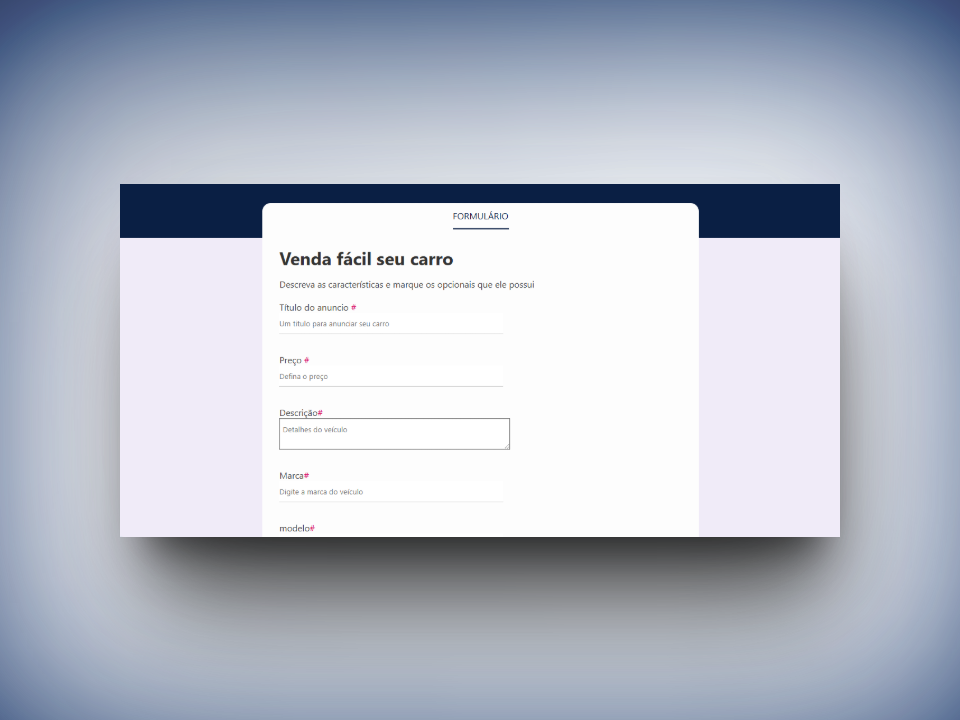 FORMULÁRIO
Venda fácil seu carro
Descreva as características e marque os opcionais que ele possui
Título do anuncio #
Um título para anunciar seu carro
Preço #
Defina o preço
Descrição#
Detalhes do veículo
Marca#
Digite a marca do veículo
modelo#